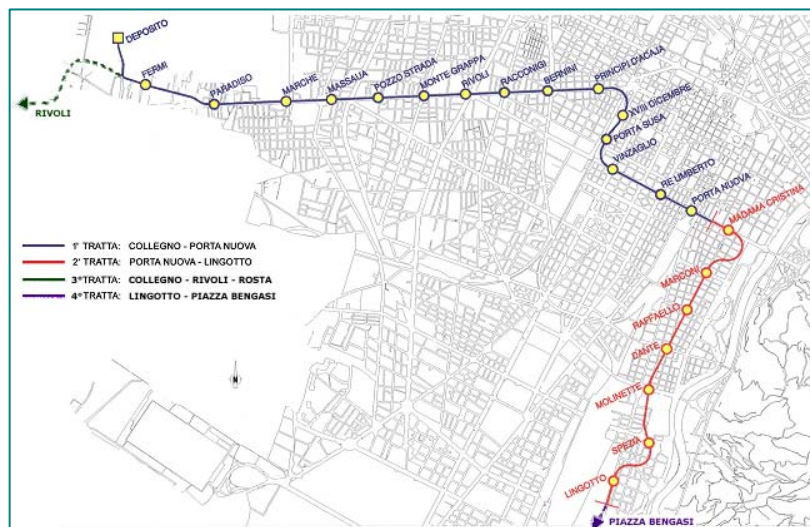 DEPOSITO
FERMI
PARADISO
MARCHE
MASSAUA
POZZO STRADA
MONTE GRAPPA
RIVOLI
RACCONIGI
BERNINI
PRINCIPI D'ACAJA
XVIII DICEMBRE
PORTA SUSA
VINZAGLIO
RE UMBERTO
PORTA NUOVA
MADAMA CRISTINA
MARCONI
RAFFAELLO
DANTE
MOLINETTE
SPEZIA
LINGOTTO
PIAZZA BENGASI
RIVOLI
1' TRATTA: COLLEGNO - PORTA NUOVA
2' TRATTA: PORTA NUOVA - LINGOTTO
3° TRATTA: COLLEGNO - RIVOLI - ROSTA
4° TRATTA: LINGOTTO - PIAZZA BENGASI
N